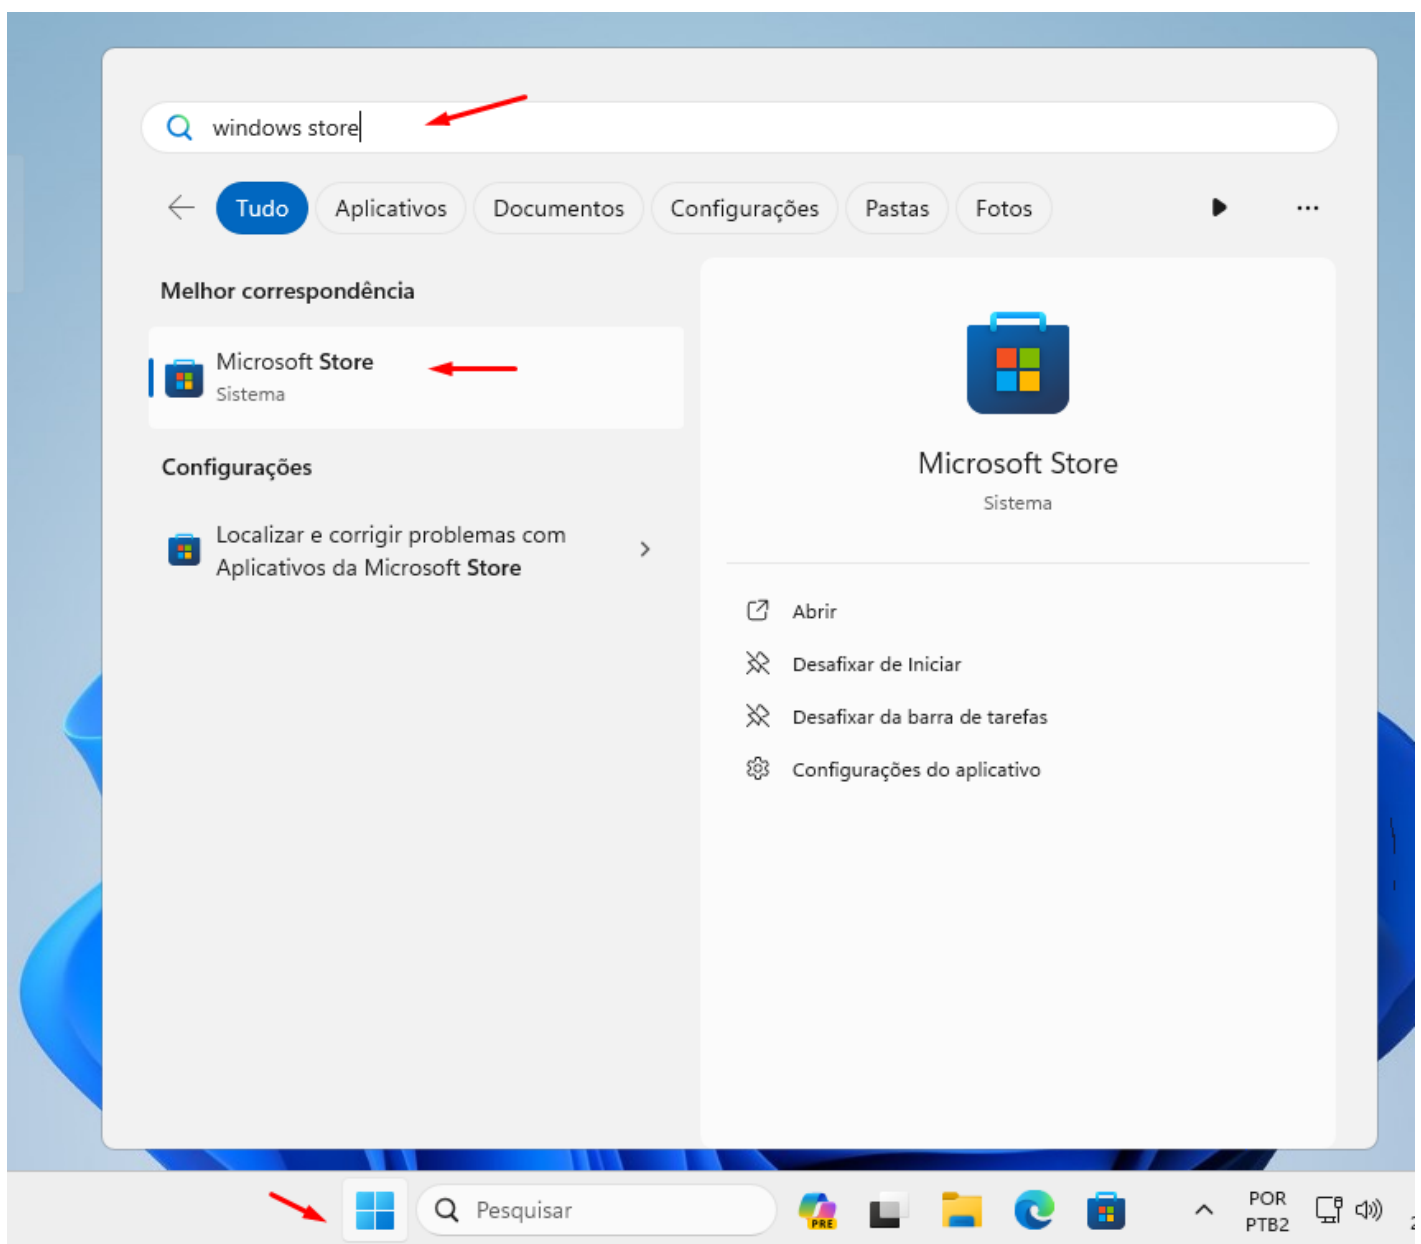 windows store
Tudo Aplicativos Documentos Configurações Pastas Fotos
Melhor correspondência
Microsoft Store
Sistema
Configurações
Localizar e corrigir problemas com
Aplicativos da Microsoft Store
Microsoft Store
Sistema
Abrir
Desafixar de Iniciar
Desafixar da barra de tarefas
Configurações do aplicativo
Pesquisar
PRE
POR
PTB2